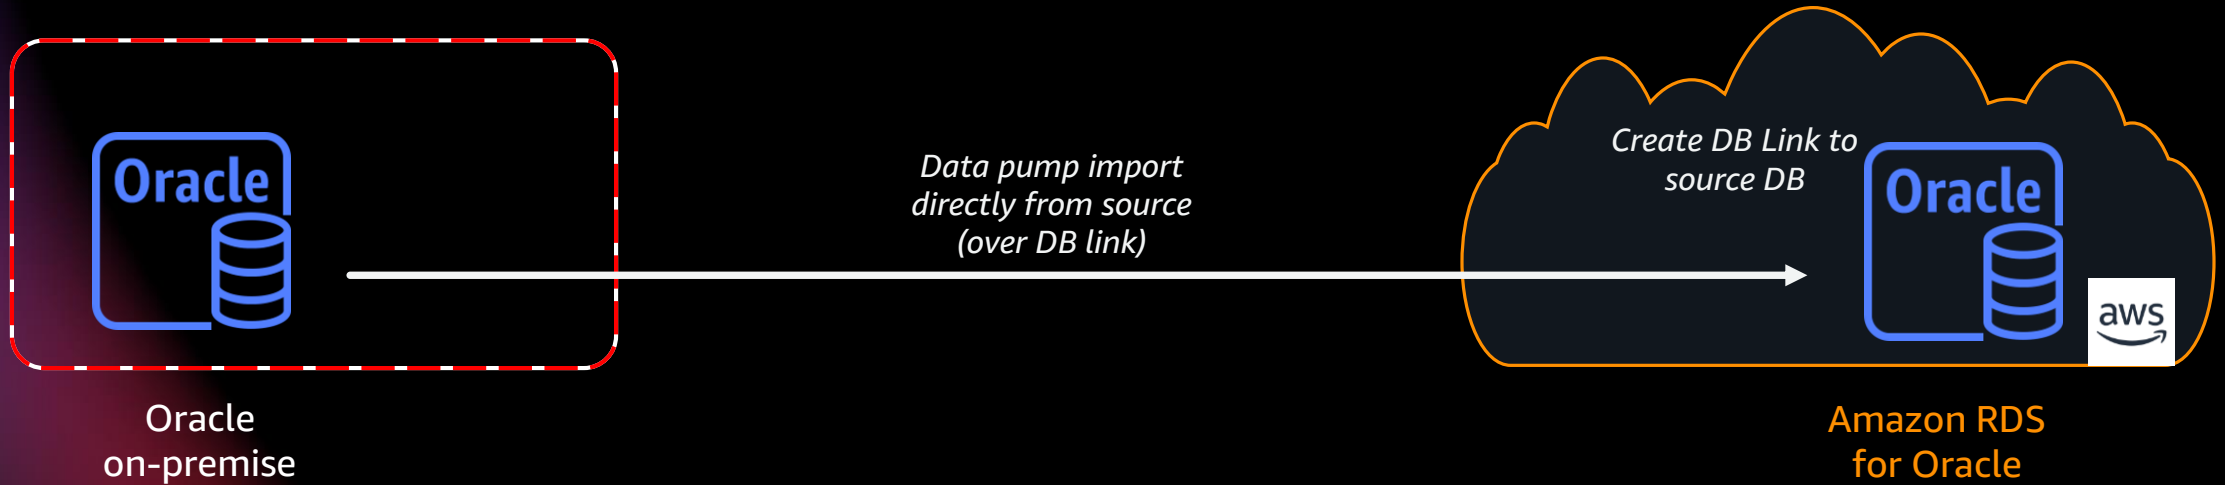 Oracle
Oracle
on-premise
Data pump import
directly from source
(over DB link)
Create DB Link to
source DB
Oracle
aws
Amazon RDS
for Oracle